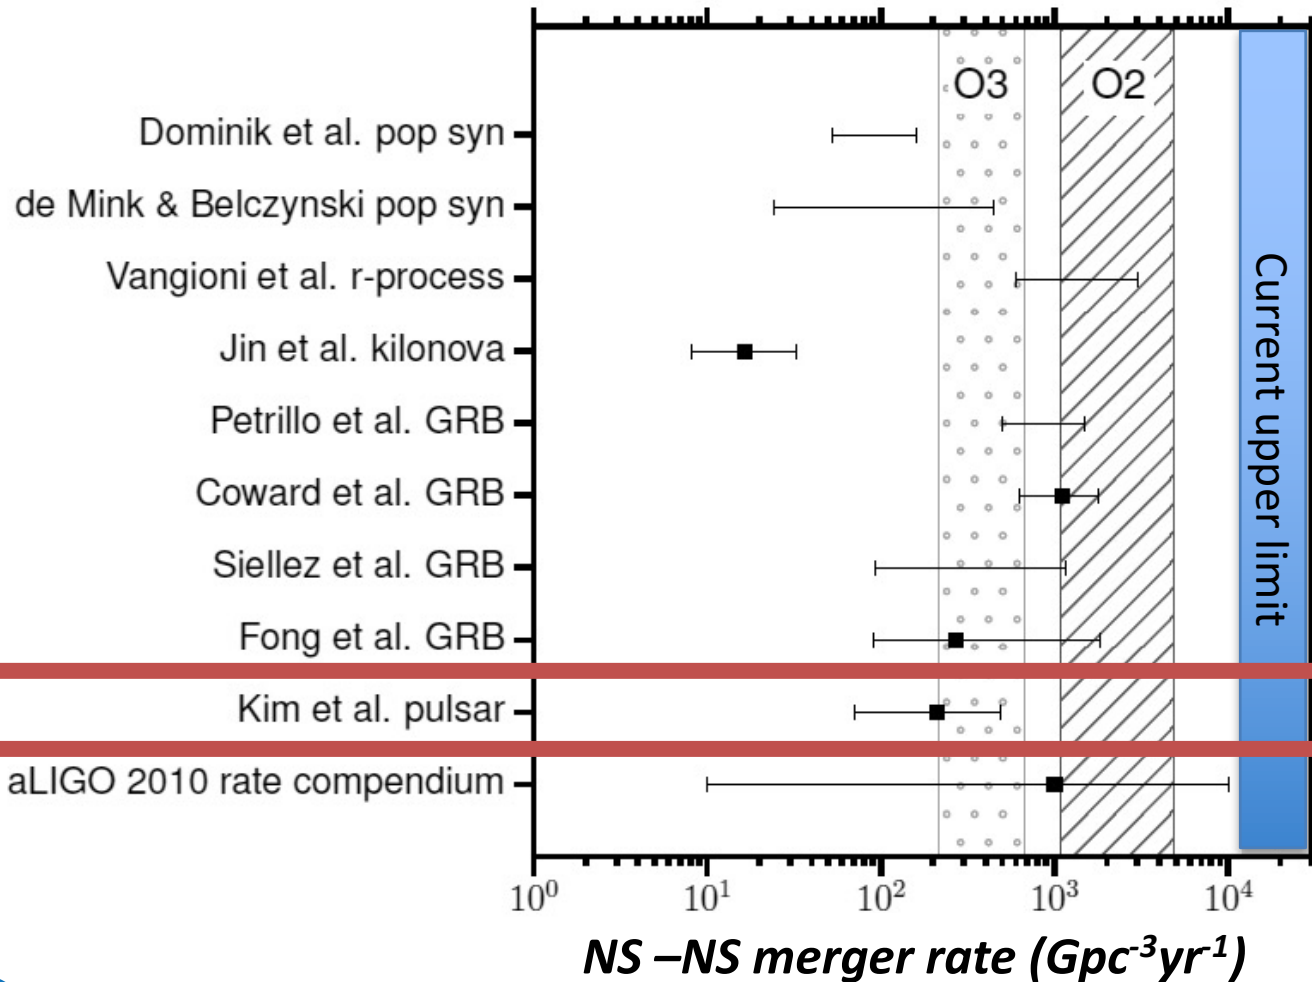 O3
O2
Dominik et al. pop syn
de Mink & Belczynski pop syn
Vangioni et al. r-process
Jin et al. kilonova
Petrillo et al. GRB
Coward et al. GRB
Siellez et al. GRB
Fong et al. GRB
Kim et al. pulsar
aLIGO 2010 rate compendium
Current upper limit
10⁰ 10¹ 10² 10³ 10⁴
NS –NS merger rate (Gpc⁻³yr⁻¹)